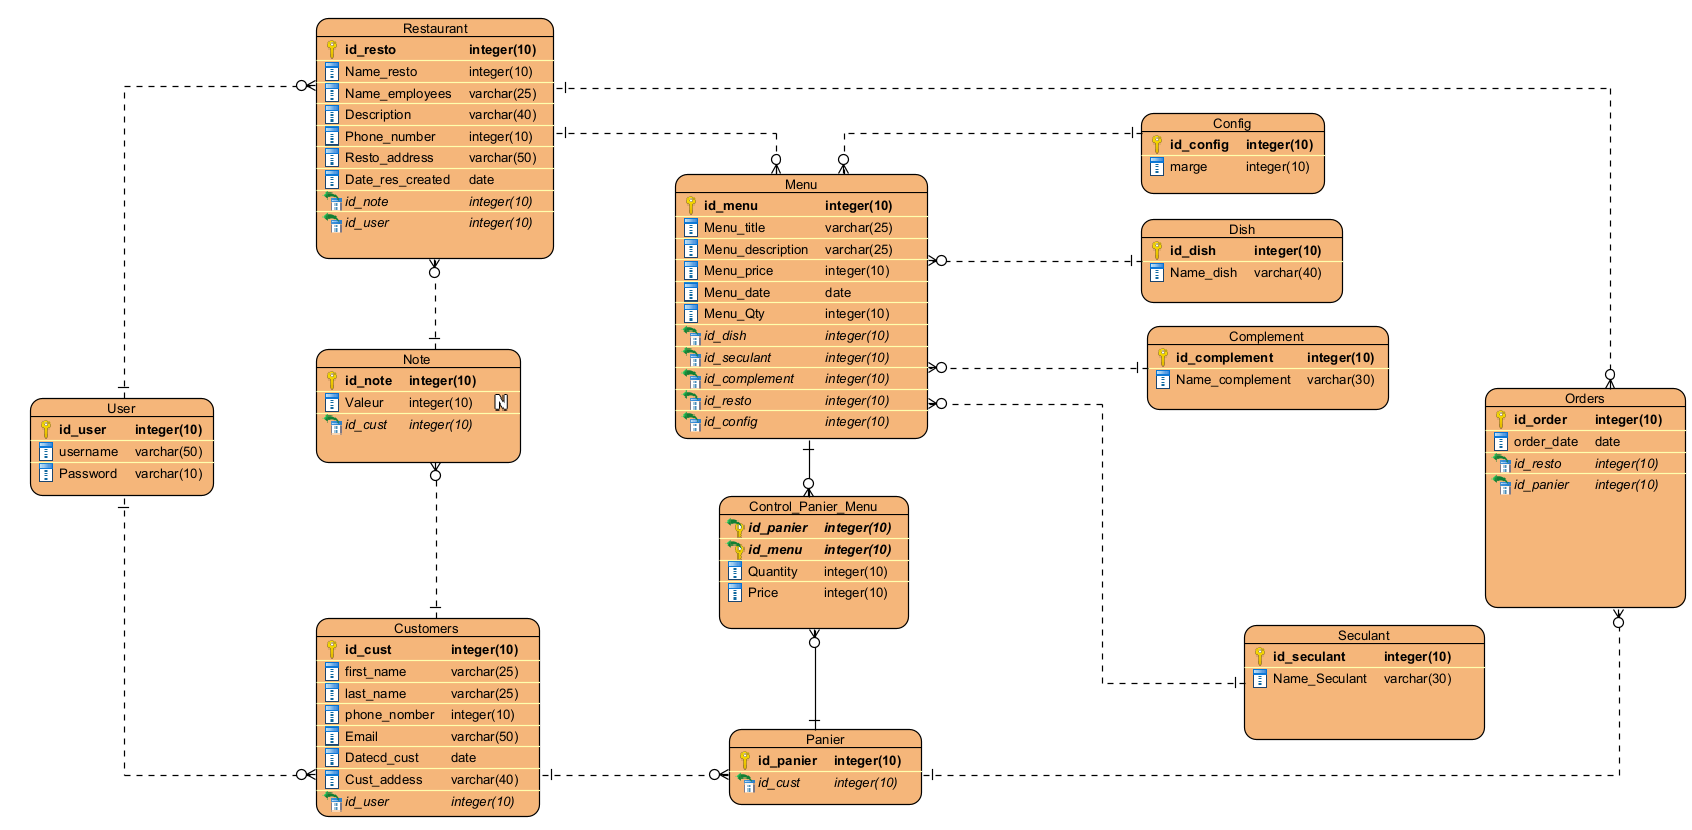 Restaurant
id_resto integer(10)
Name_resto integer(10)
Name_employees varchar(25)
Description varchar(40)
Phone_number integer(10)
Resto_address varchar(50)
Date_res_created date
id_note integer(10)
id_user integer(10)
Config
id_config integer(10)
marge integer(10)
Menu
id_menu integer(10)
Menu_title varchar(25)
Menu_description varchar(25)
Menu_price integer(10)
Menu_date date
Menu_Qty integer(10)
id_dish integer(10)
id_seculant integer(10)
id_complement integer(10)
id_resto integer(10)
id_config integer(10)
Dish
id_dish integer(10)
Name_dish varchar(40)
Complement
id_complement integer(10)
Name_complement varchar(30)
Note
id_note integer(10)
Valeur integer(10) N
id_cust integer(10)
User
id_user integer(10)
username varchar(50)
Password varchar(10)
Orders
id_order integer(10)
order_date date
id_resto integer(10)
id_panier integer(10)
Control_Panier_Menu
id_panier integer(10)
id_menu integer(10)
Quantity integer(10)
Price integer(10)
Customers
id_cust integer(10)
first_name varchar(25)
last_name varchar(25)
phone_nomber integer(10)
Email varchar(50)
Datecd_cust date
Cust_addess varchar(40)
id_user integer(10)
Seculant
id_seculant integer(10)
Name_Seculant varchar(30)
Panier
id_panier integer(10)
id_cust integer(10)